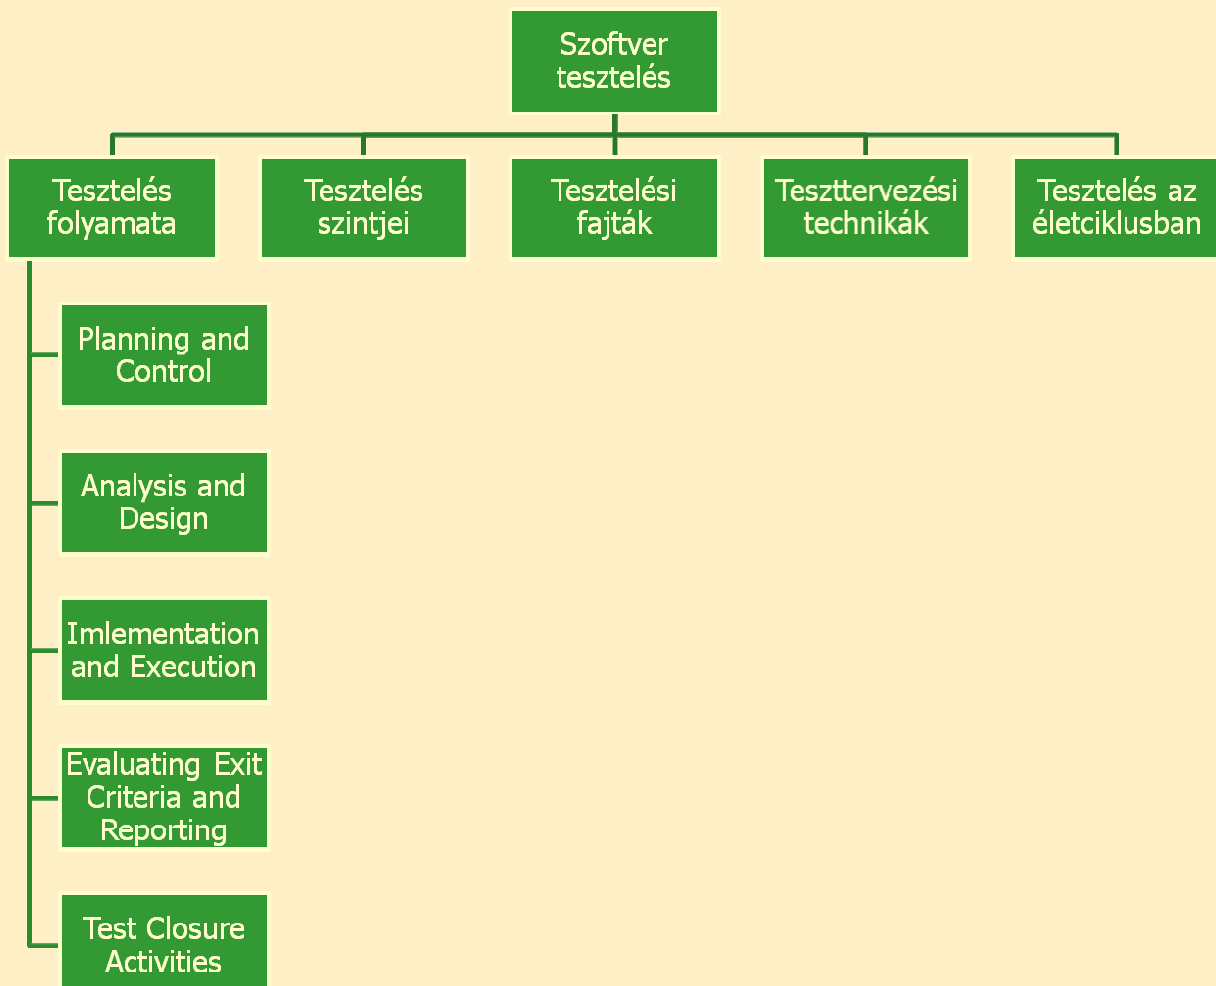 Szoftver
tesztelés
Tesztelés
folyamata
Tesztelés
szintjei
Tesztelési
fajták
Teszttervezési
technikák
Tesztelés az
életciklusban
Planning and
Control
Analysis and
Design
Imlementation
and Execution
Evaluating Exit
Criteria and
Reporting
Test Closure
Activities